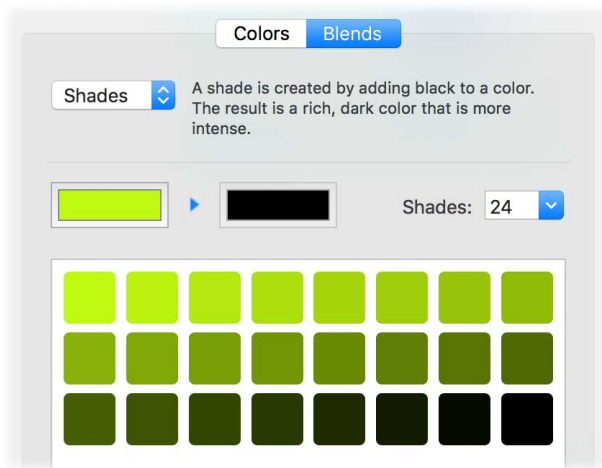 Colors Blends
Shades
A shade is created by adding black to a color.
The result is a rich, dark color that is more
intense.
Shades: 24